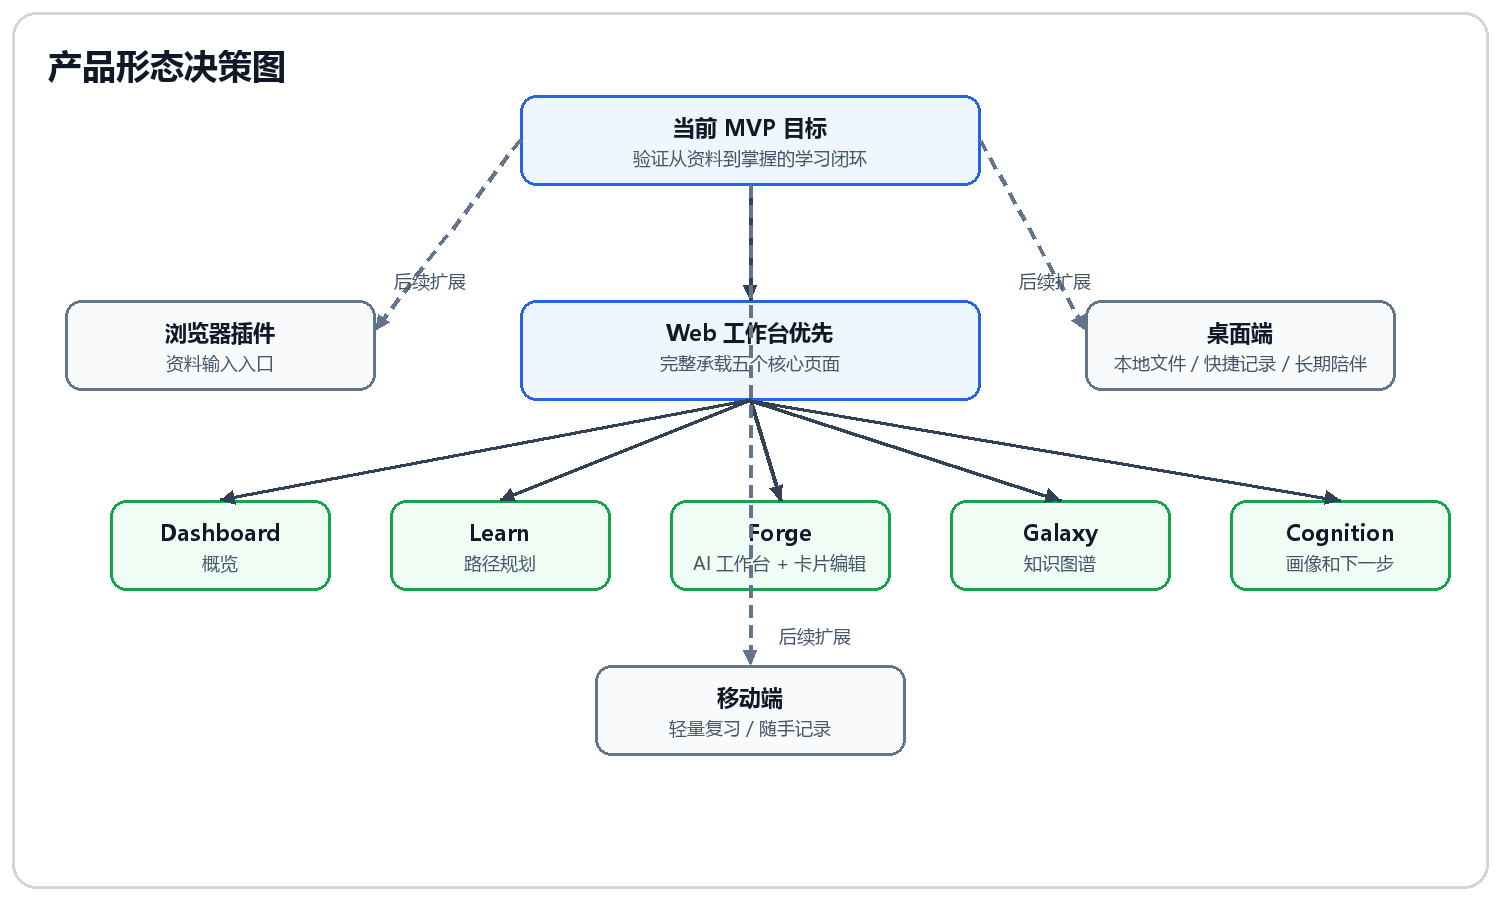 产品形态决策图
当前 MVP 目标
验证从资料到掌握的学习闭环
后续扩展
后续扩展
浏览器插件
资料输入入口
Web 工作台优先
完整承载五个核心页面
桌面端
本地文件 / 快捷记录 / 长期陪伴
Dashboard
概览
Learn
路径规划
Forge
AI 工作台 + 卡片编辑
Galaxy
知识图谱
Cognition
画像和下一步
后续扩展
移动端
轻量复习 / 随手记录